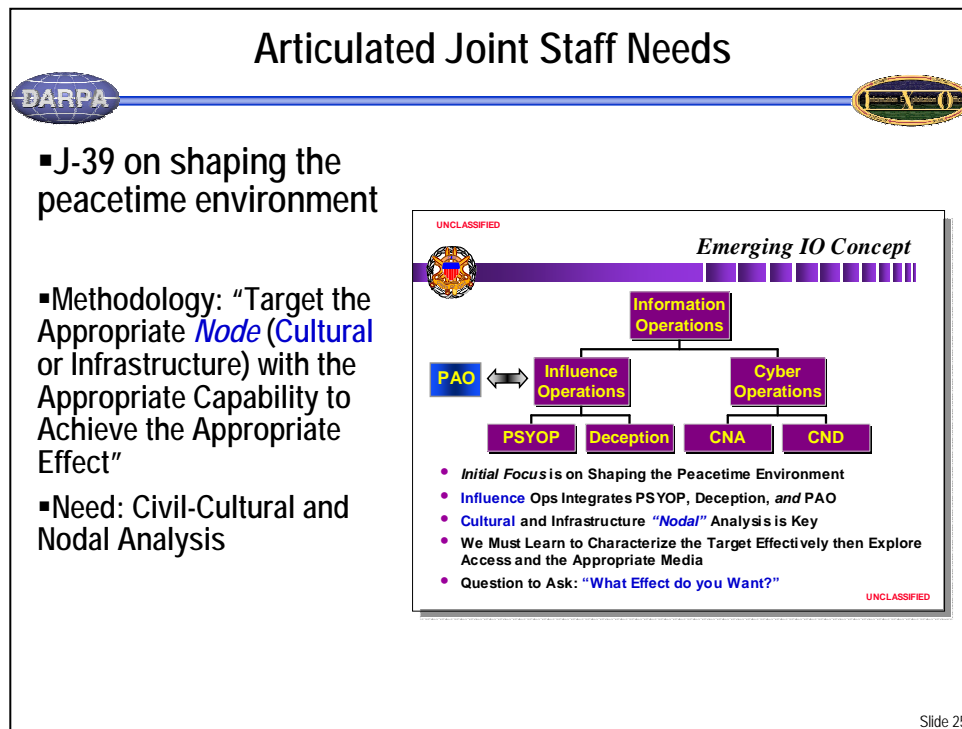 Articulated Joint Staff Needs
DARPA
Information Exploitation Office
I X O
▪J-39 on shaping the
peacetime environment
▪Methodology: “Target the
Appropriate Node (Cultural
or Infrastructure) with the
Appropriate Capability to
Achieve the Appropriate
Effect”
▪Need: Civil-Cultural and
Nodal Analysis
UNCLASSIFIED
Emerging IO Concept
Information
Operations
PAO
Influence
Operations
Cyber
Operations
PSYOP
Deception
CNA
CND
• Initial Focus is on Shaping the Peacetime Environment
• Influence Ops Integrates PSYOP, Deception, and PAO
• Cultural and Infrastructure “Nodal” Analysis is Key
• We Must Learn to Characterize the Target Effectively then Explore
Access and the Appropriate Media
• Question to Ask: “What Effect do you Want?”
UNCLASSIFIED
Slide 25